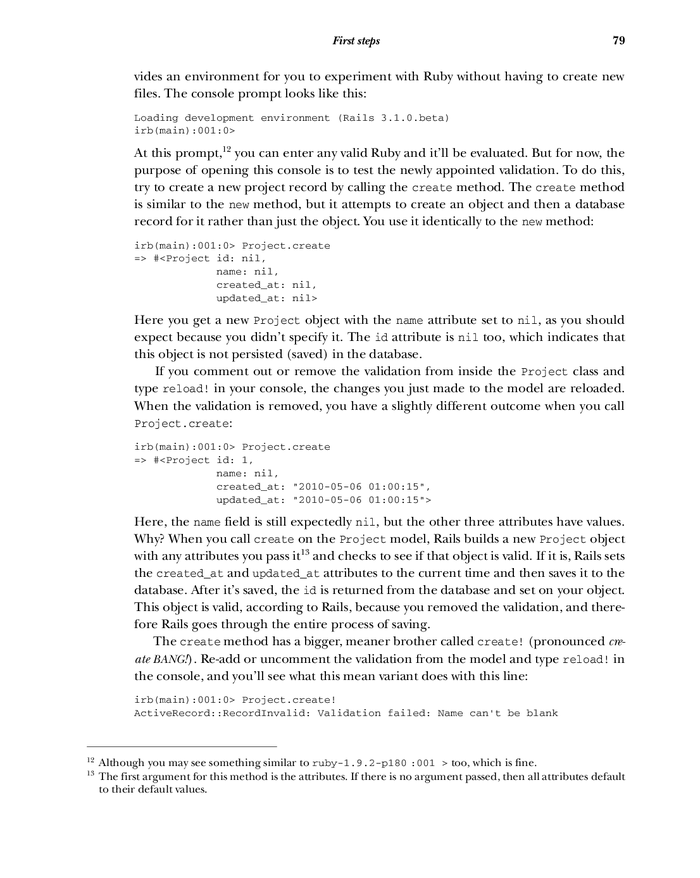 First steps 79
vides an environment for you to experiment with Ruby without having to create new
files. The console prompt looks like this:
Loading development environment (Rails 3.1.0.beta)
irb(main):001:0>
At this prompt,12 you can enter any valid Ruby and it'll be evaluated. But for now, the
purpose of opening this console is to test the newly appointed validation. To do this,
try to create a new project record by calling the create method. The create method
is similar to the new method, but it attempts to create an object and then a database
record for it rather than just the object. You use it identically to the new method:
irb(main):001:0> Project.create
=> #<Project id: nil,
name: nil,
created_at: nil,
updated_at: nil>
Here you get a new Project object with the name attribute set to nil, as you should
expect because you didn't specify it. The id attribute is nil too, which indicates that
this object is not persisted (saved) in the database.
If you comment out or remove the validation from inside the Project class and
type reload! in your console, the changes you just made to the model are reloaded.
When the validation is removed, you have a slightly different outcome when you call
Project.create:
irb(main):001:0> Project.create
=> #<Project id: 1,
name: nil,
created_at: "2010-05-06 01:00:15",
updated_at: "2010-05-06 01:00:15">
Here, the name field is still expectedly nil, but the other three attributes have values.
Why? When you call create on the Project model, Rails builds a new Project object
with any attributes you pass it13 and checks to see if that object is valid. If it is, Rails sets
the created_at and updated_at attributes to the current time and then saves it to the
database. After it's saved, the id is returned from the database and set on your object.
This object is valid, according to Rails, because you removed the validation, and there-
fore Rails goes through the entire process of saving.
The create method has a bigger, meaner brother called create! (pronounced cre-
ate BANG!). Re-add or uncomment the validation from the model and type reload! in
the console, and you'll see what this mean variant does with this line:
irb(main):001:0> Project.create!
ActiveRecord::RecordInvalid: Validation failed: Name can't be blank
12 Although you may see something similar to ruby-1.9.2-p180 :001 > too, which is fine.
13 The first argument for this method is the attributes. If there is no argument passed, then all attributes default
to their default values.